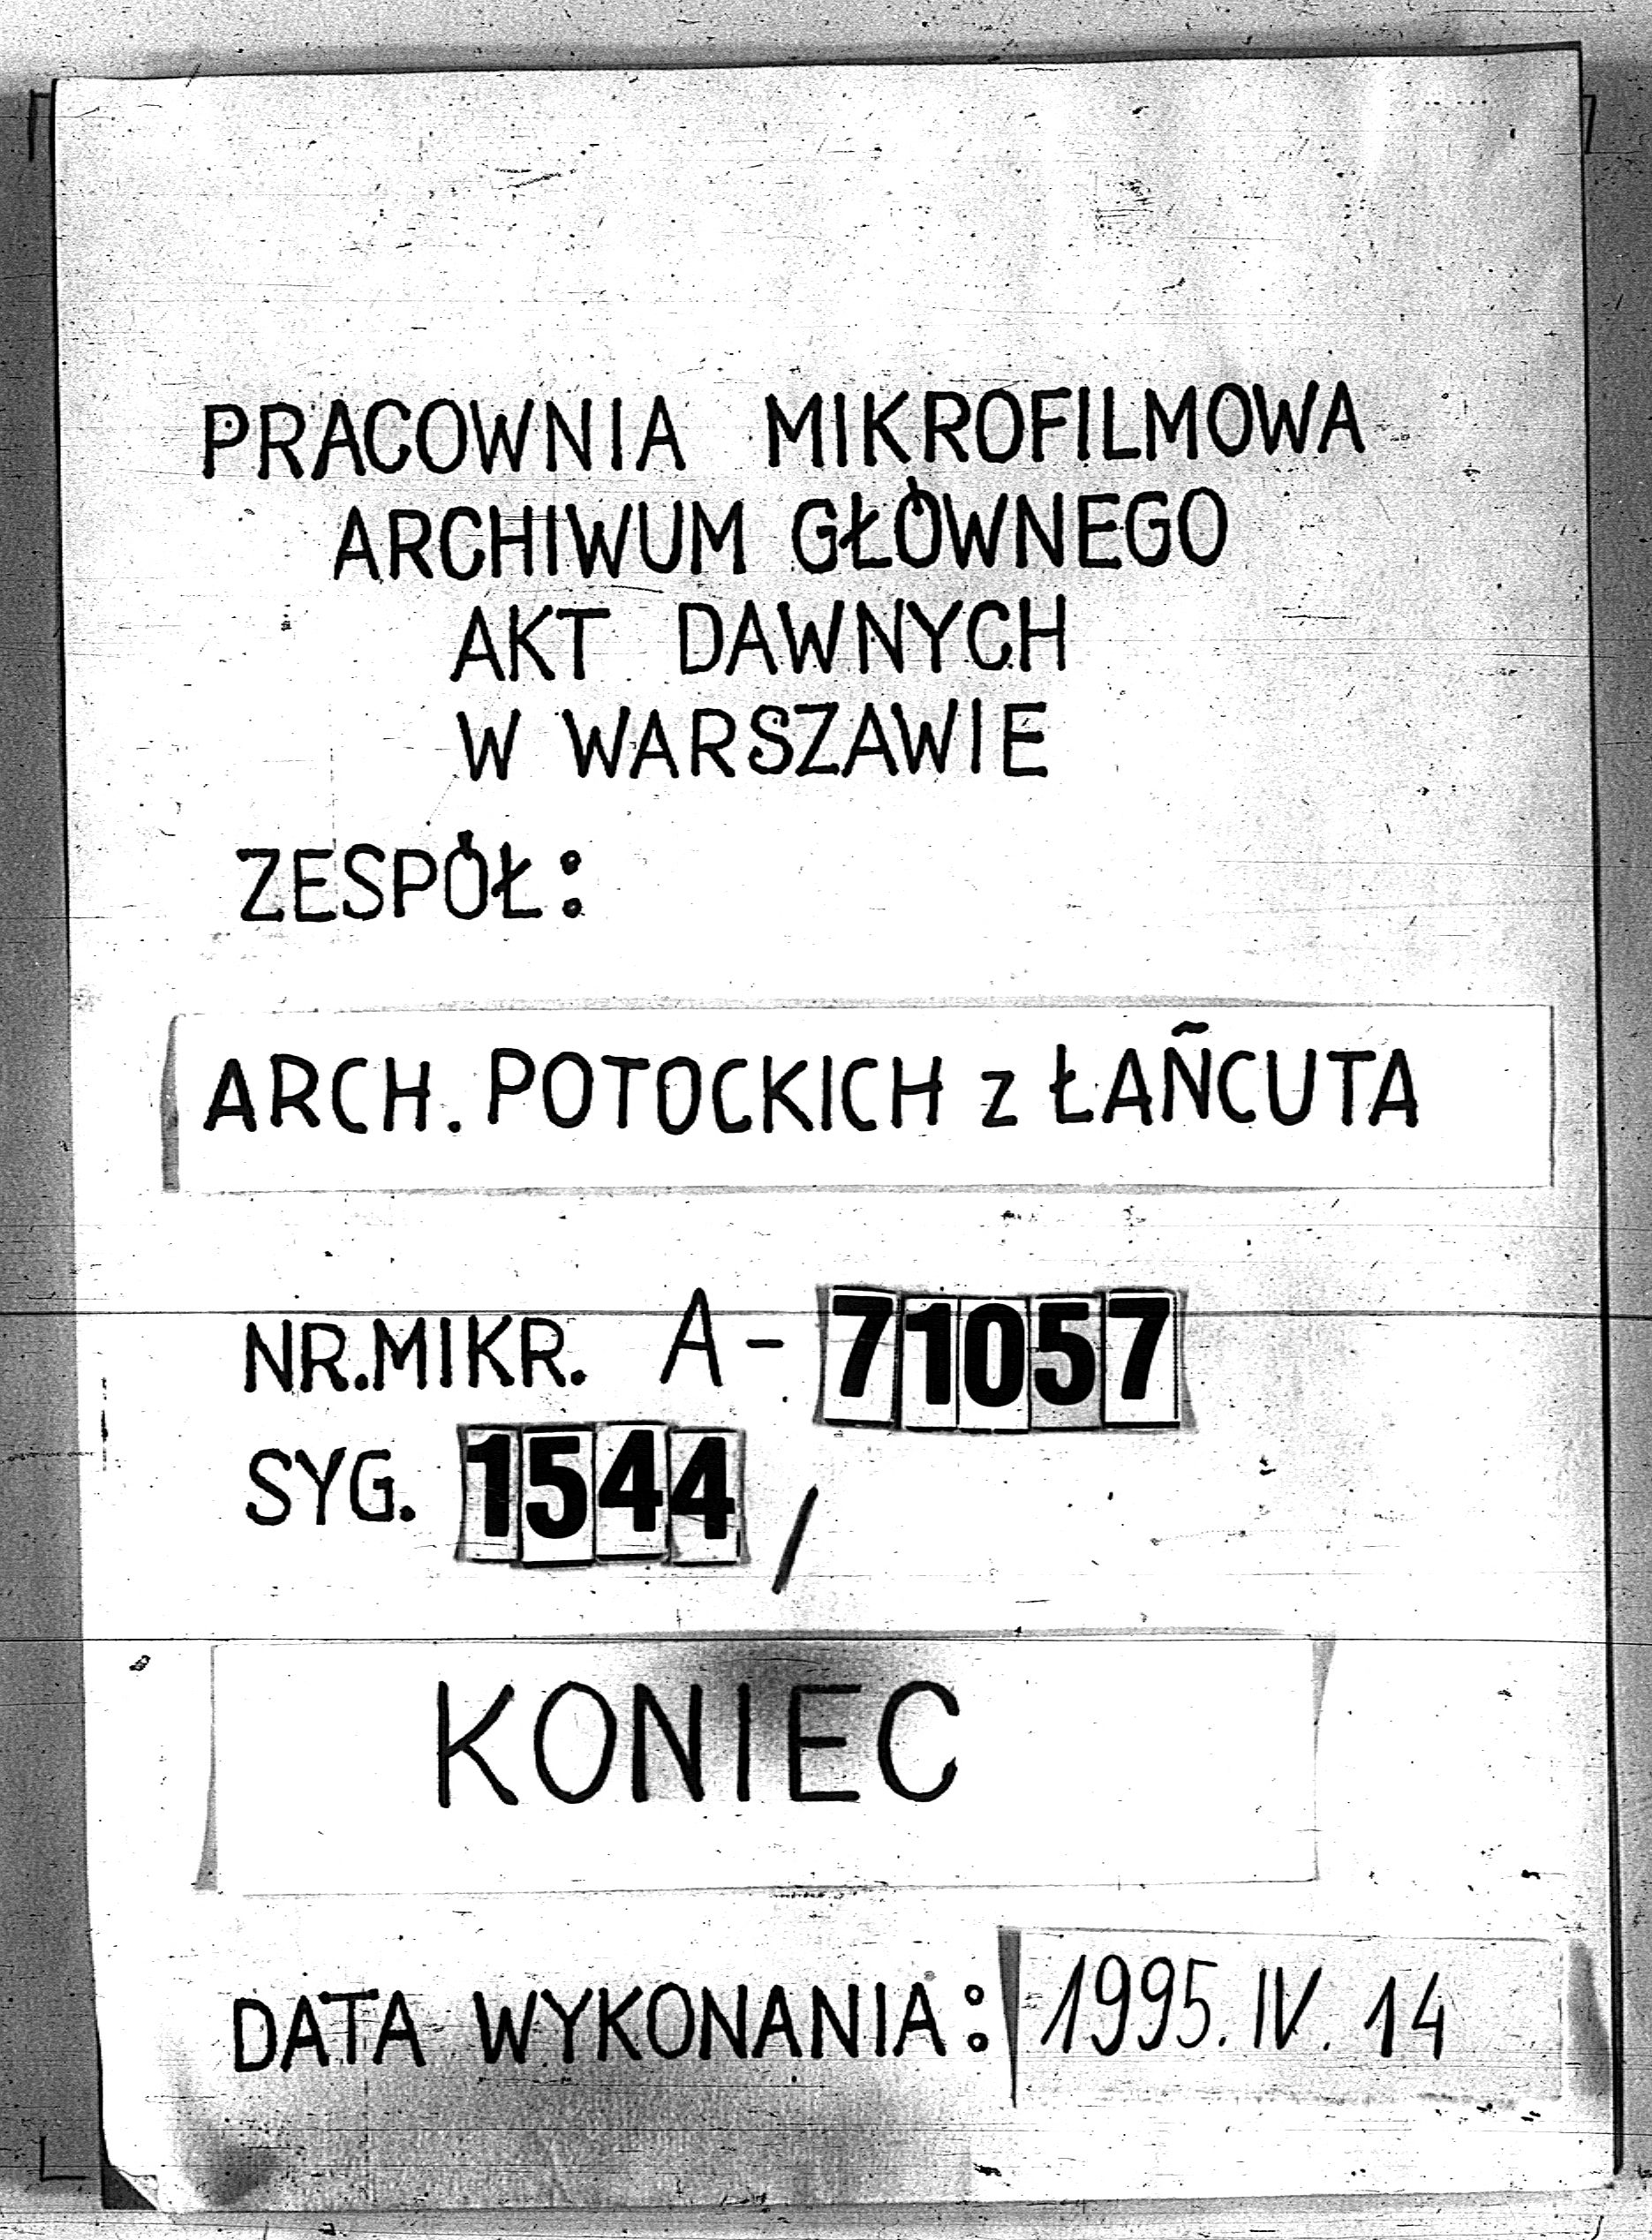 PRACOWNIA MIKROFILMOWA
ARCHIWUM GŁÓWNEGO
AKT DAWNYCH
W WARSZAWIE
ZESPÓŁ:
ARCH. POTOCKICH z ŁAŃCUTA
NR.MIKR. A-71057
SYG. 1544/
KONIEC
DATA WYKONANIA: 1995.IV.14